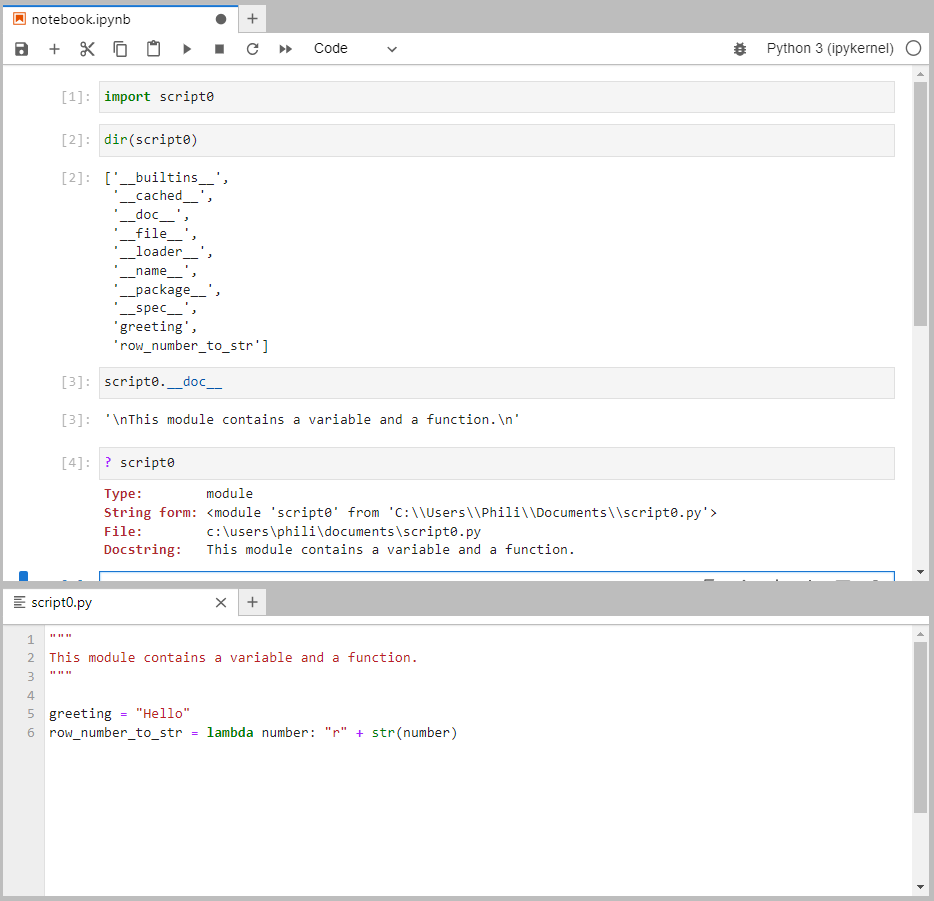 notebook.ipynb
Code
Python 3 (ipykernel)
[1]: import script0
[2]: dir(script0)
[2]: ['__builtins__',
'__cached__',
'__doc__',
'__file__',
'__loader__',
'__name__',
'__package__',
'__spec__',
'greeting',
'row_number_to_str']
[3]: script0.__doc__
[3]: '\nThis module contains a variable and a function.\n'
[4]: ? script0
Type: module
String form: <module 'script0' from 'C:\\Users\\Phili\\Documents\\script0.py'>
File: c:\users\phili\documents\script0.py
Docstring: This module contains a variable and a function.
script0.py
1 """
2 This module contains a variable and a function.
3 """
4
5 greeting = "Hello"
6 row_number_to_str = lambda number: "r" + str(number)